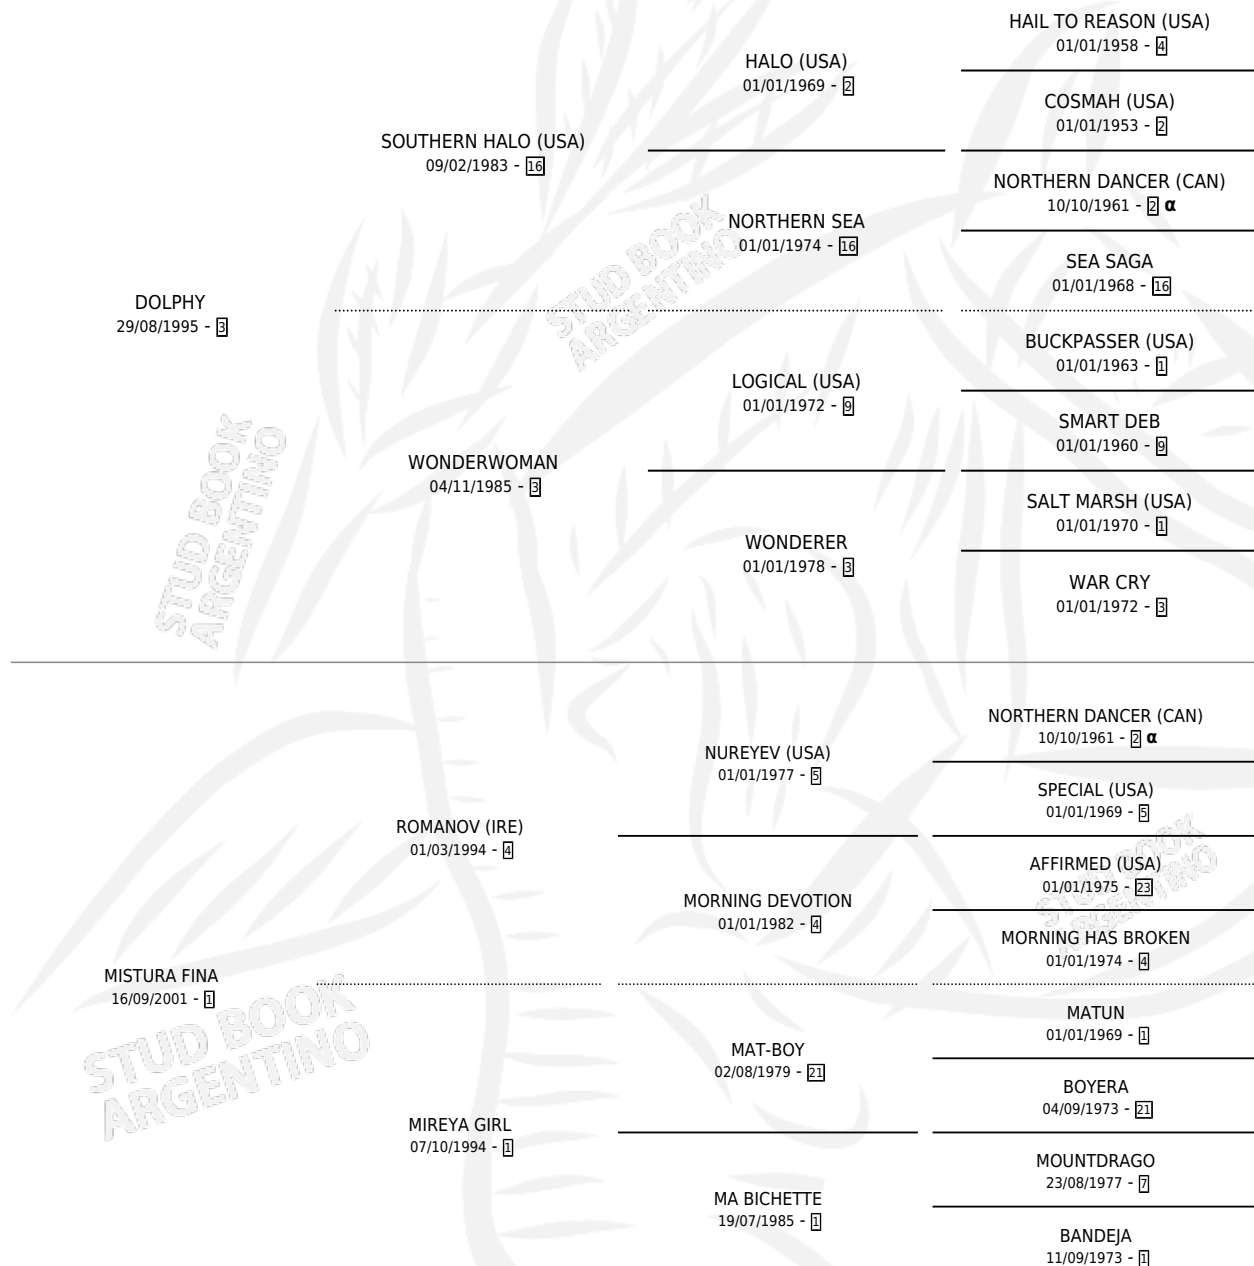 HAIL TO REASON (USA)
01/01/1958 - 4
HALO (USA)
01/01/1969 - 2
COSMAH (USA)
01/01/1953 - 2
SOUTHERN HALO (USA)
09/02/1983 - 16
NORTHERN DANCER (CAN)
10/10/1961 - 2 α
NORTHERN SEA
01/01/1974 - 16
SEA SAGA
01/01/1968 - 16
DOLPHY
29/08/1995 - 3
BUCKPASSER (USA)
01/01/1963 - 1
LOGICAL (USA)
01/01/1972 - 9
SMART DEB
01/01/1960 - 9
WONDERWOMAN
04/11/1985 - 3
SALT MARSH (USA)
01/01/1970 - 1
WONDERER
01/01/1978 - 3
WAR CRY
01/01/1972 - 3
NORTHERN DANCER (CAN)
10/10/1961 - 2 α
NUREYEV (USA)
01/01/1977 - 5
SPECIAL (USA)
01/01/1969 - 5
ROMANOV (IRE)
01/03/1994 - 4
AFFIRMED (USA)
01/01/1975 - 23
MORNING DEVOTION
01/01/1982 - 4
MORNING HAS BROKEN
01/01/1974 - 4
MISTURA FINA
16/09/2001 - 1
MATUN
01/01/1969 - 1
MAT-BOY
02/08/1979 - 21
BOYERA
04/09/1973 - 21
MIREYA GIRL
07/10/1994 - 1
MOUNTDRAGO
23/08/1977 - 7
MA BICHETTE
19/07/1985 - 1
BANDEJA
11/09/1973 - 1
STUD BOOK
ARGENTINO
STUD BOOK
ARGENTINO
STUD BOOK
ARGENTINO
STUD BOOK
ARGENTINO